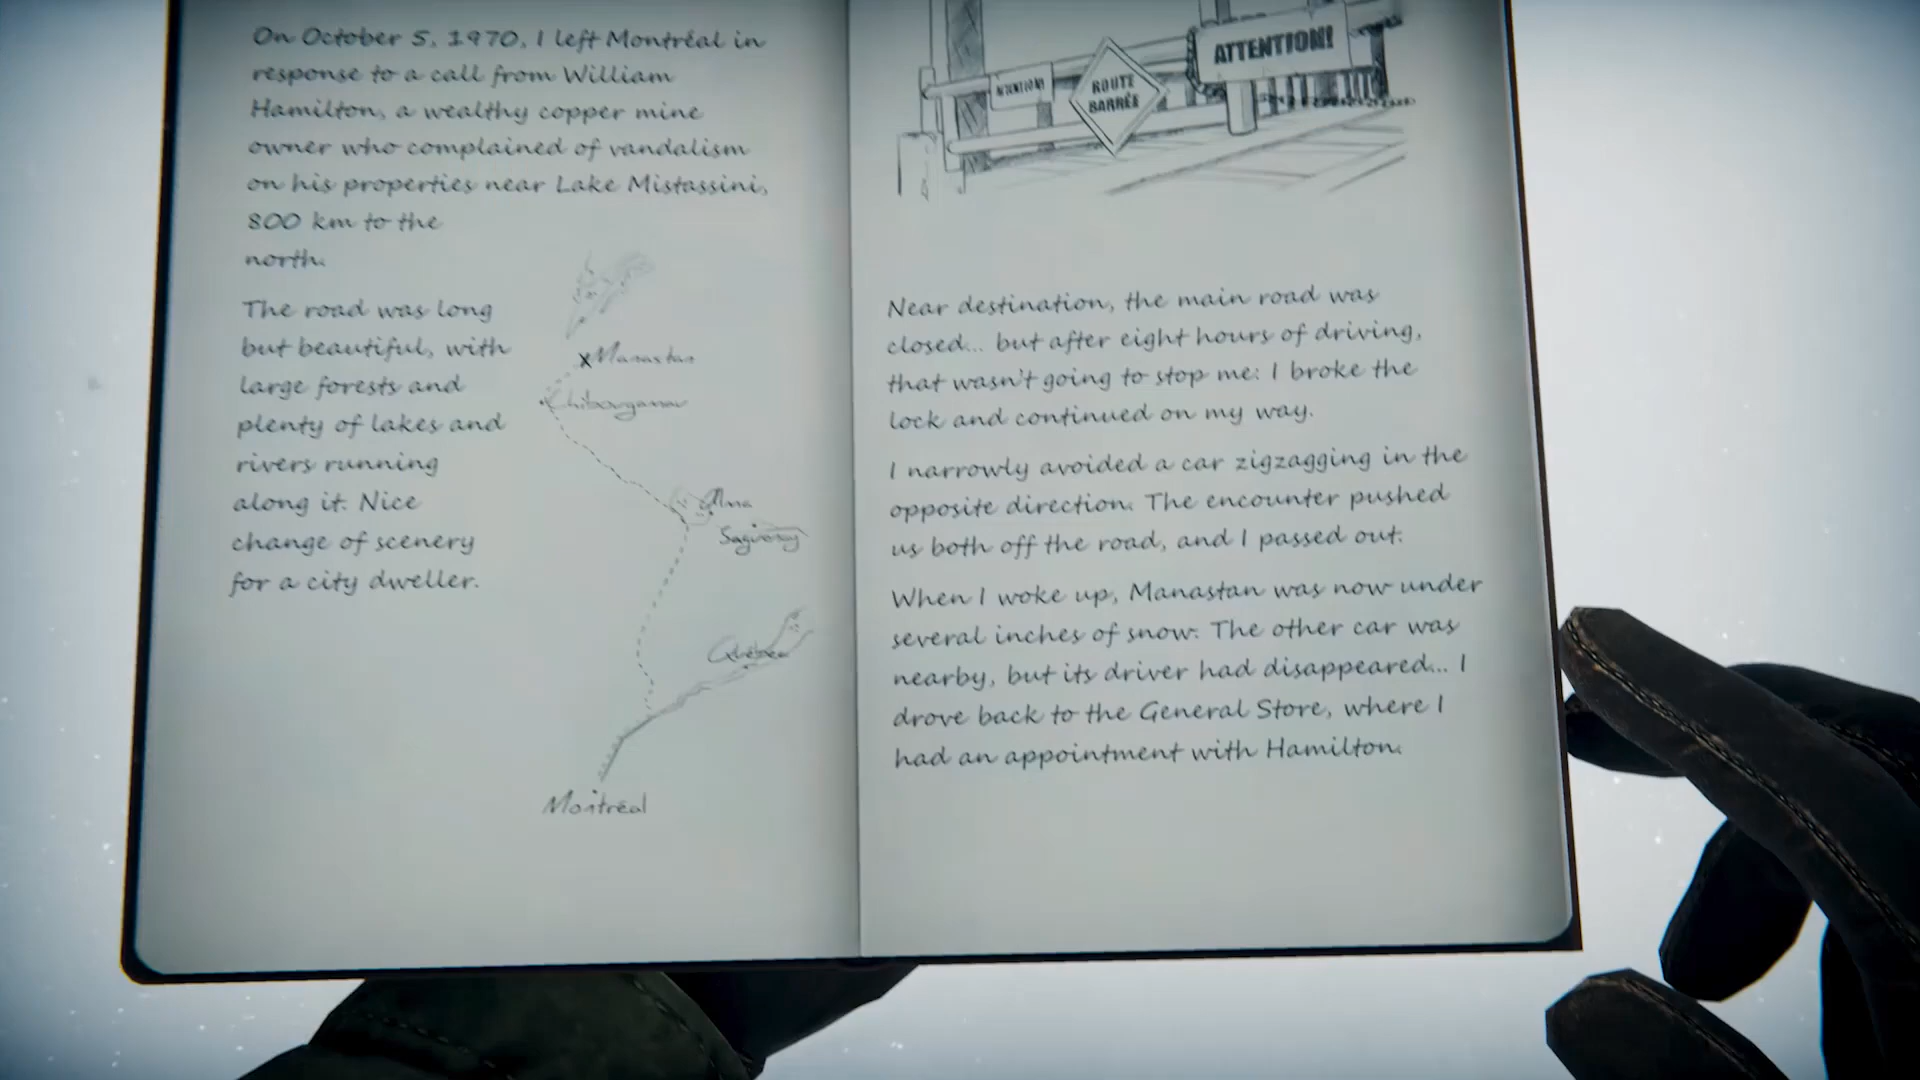 On October 5, 1970, I left Montréal in
response to a call from William
Hamilton, a wealthy copper mine
owner who complained of vandalism
on his properties near Lake Mistassini,
800 km to the
north.
The road was long
but beautiful, with
large forests and
plenty of lakes and
rivers running
along it. Nice
change of scenery
for a city dweller.
Manastan
Chibougamau
Alma
Saguenay
Québec
Montréal
ATTENTION!
ATTENTION!
ROUTE
BARRÉE
Near destination, the main road was
closed... but after eight hours of driving,
that wasn't going to stop me: I broke the
lock and continued on my way.
I narrowly avoided a car zigzagging in the
opposite direction. The encounter pushed
us both off the road, and I passed out.
When I woke up, Manastan was now under
several inches of snow. The other car was
nearby, but its driver had disappeared... I
drove back to the General Store, where I
had an appointment with Hamilton.